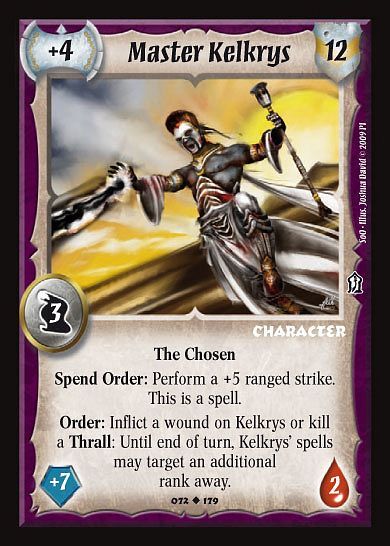 +4 Master Kelkrys 12
S00 • Illus. Joshua David © 2009 PI
3
CHARACTER
The Chosen
Spend Order: Perform a +5 ranged strike.
This is a spell.
Order: Inflict a wound on Kelkrys or kill
a Thrall: Until end of turn, Kelkrys' spells
may target an additional
rank away.
+7
2
072 ◆ 179